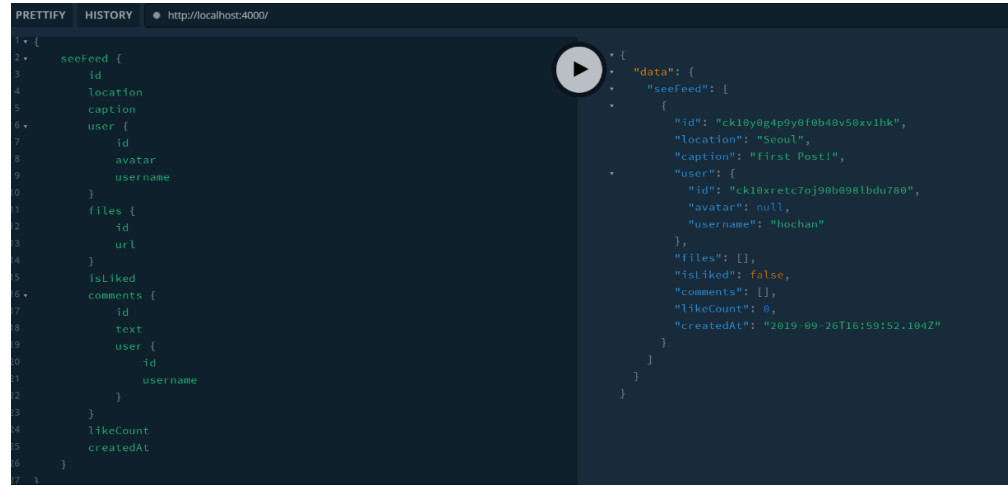 PRETTIFY HISTORY http://localhost:4000/
1 {
2 seeFeed {
3 id
4 location
5 caption
6 user {
7 id
8 avatar
9 username
10 }
11 files {
12 id
13 url
14 }
15 isLiked
16 comments {
17 id
18 text
19 user {
20 id
21 username
22 }
23 }
24 likeCount
25 createdAt
26 }
27 }
{
"data": {
"seeFeed": [
{
"id": "ck10y0g4p9y0f0b40v50xv1hk",
"location": "Seoul",
"caption": "first Post!",
"user": {
"id": "ck10xretc7oj90b098lbdu780",
"avatar": null,
"username": "hochan"
},
"files": [],
"isLiked": false,
"comments": [],
"likeCount": 0,
"createdAt": "2019-09-26T16:59:52.104Z"
}
]
}
}